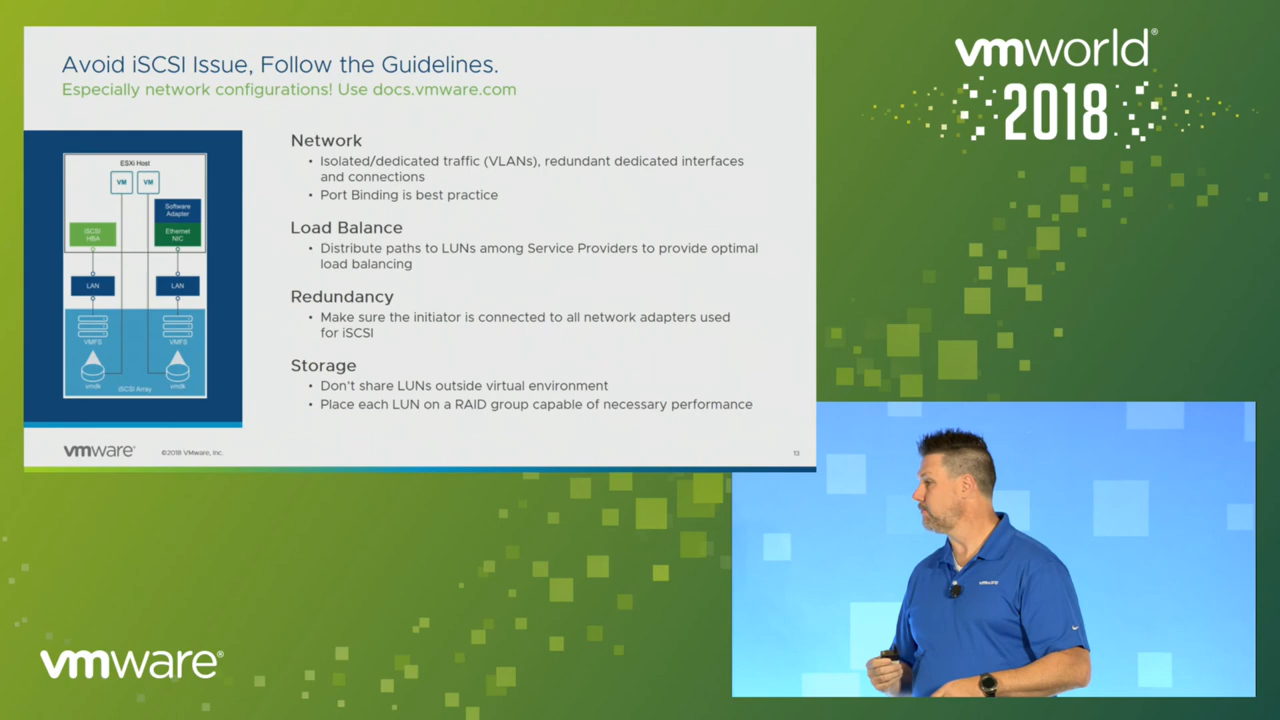 Avoid iSCSI Issue, Follow the Guidelines.
Especially network configurations! Use docs.vmware.com
ESXi Host
VM VM
Software
Adapter
iSCSI
HBA
Ethernet
NIC
LAN LAN
VMFS VMFS
vmdk vmdk
iSCSI Array
Network
• Isolated/dedicated traffic (VLANs), redundant dedicated interfaces
and connections
• Port Binding is best practice
Load Balance
• Distribute paths to LUNs among Service Providers to provide optimal
load balancing
Redundancy
• Make sure the initiator is connected to all network adapters used
for iSCSI
Storage
• Don't share LUNs outside virtual environment
• Place each LUN on a RAID group capable of necessary performance
vmware®
©2018 VMware, Inc.
13
vmworld®
2018
vmware
vmware®